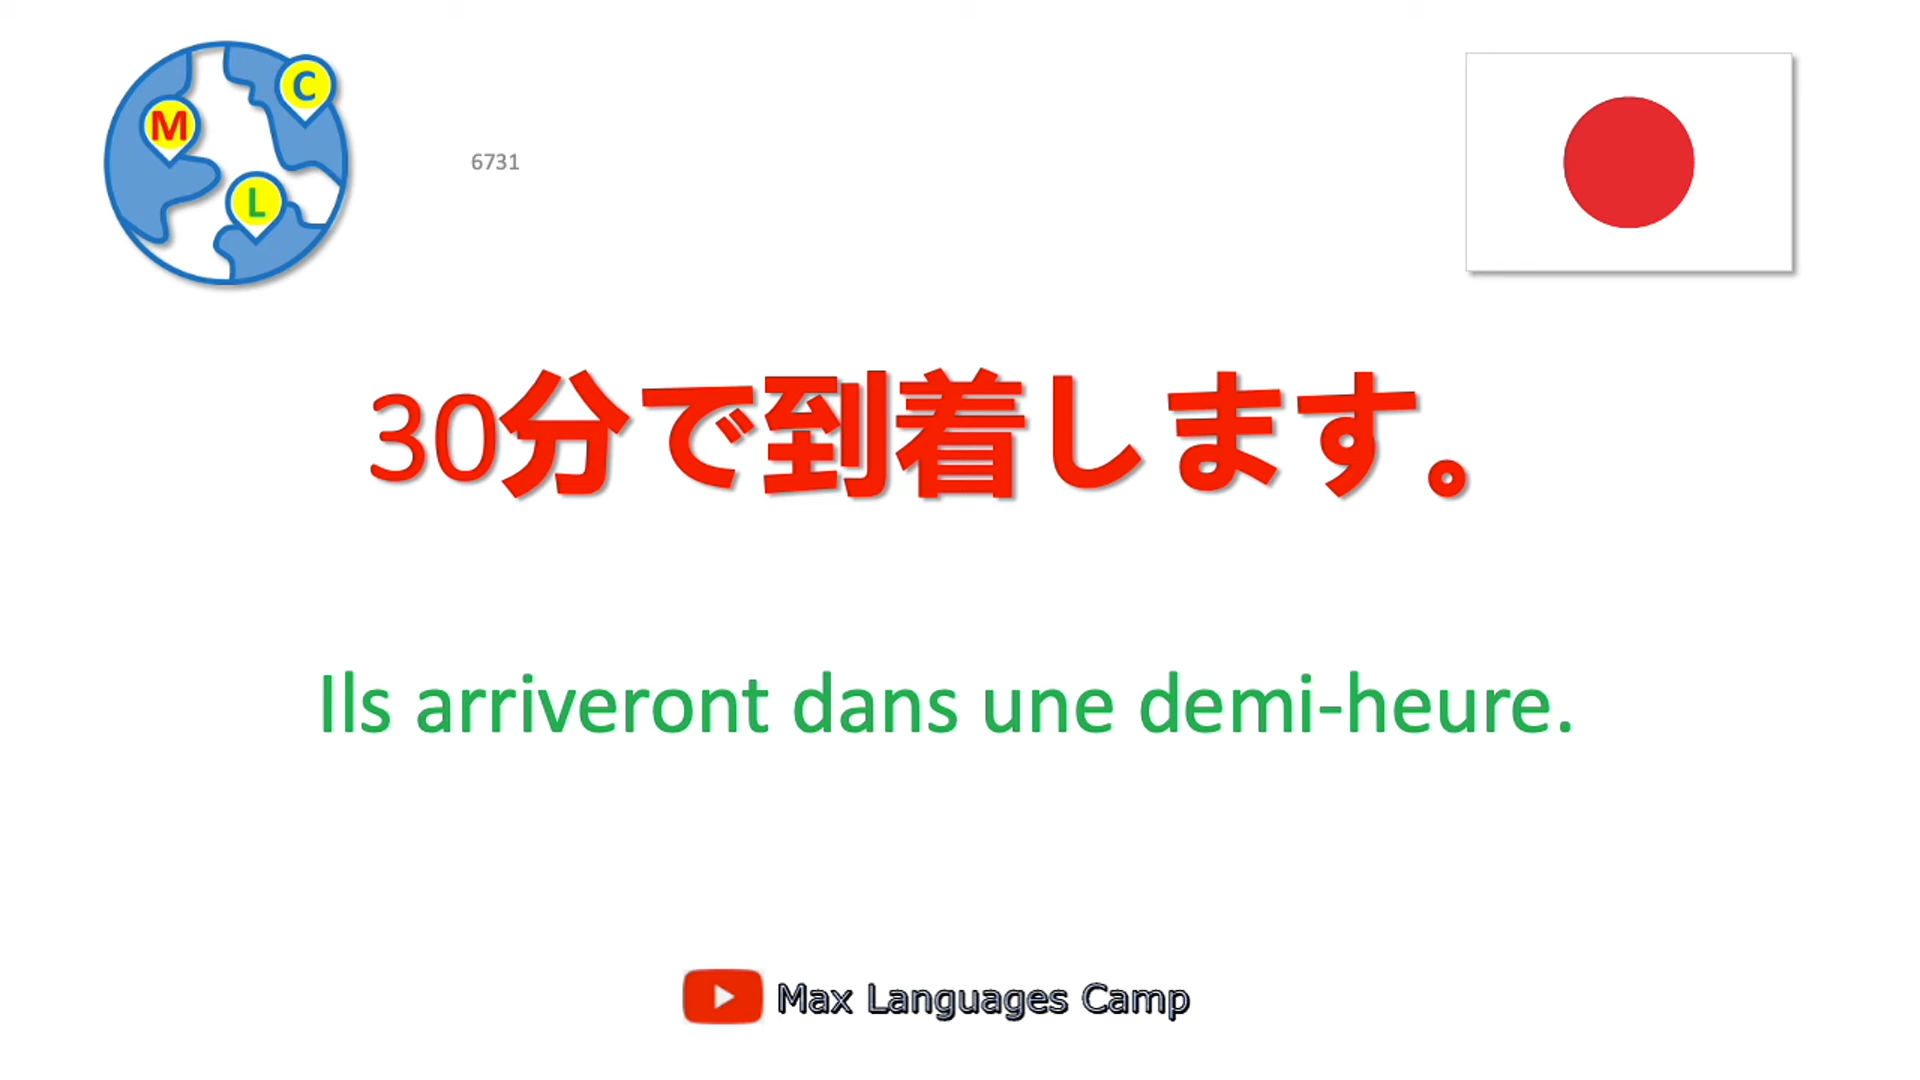 M
C
L
6731
30分で到着します。
Ils arriveront dans une demi-heure.
Max Languages Camp